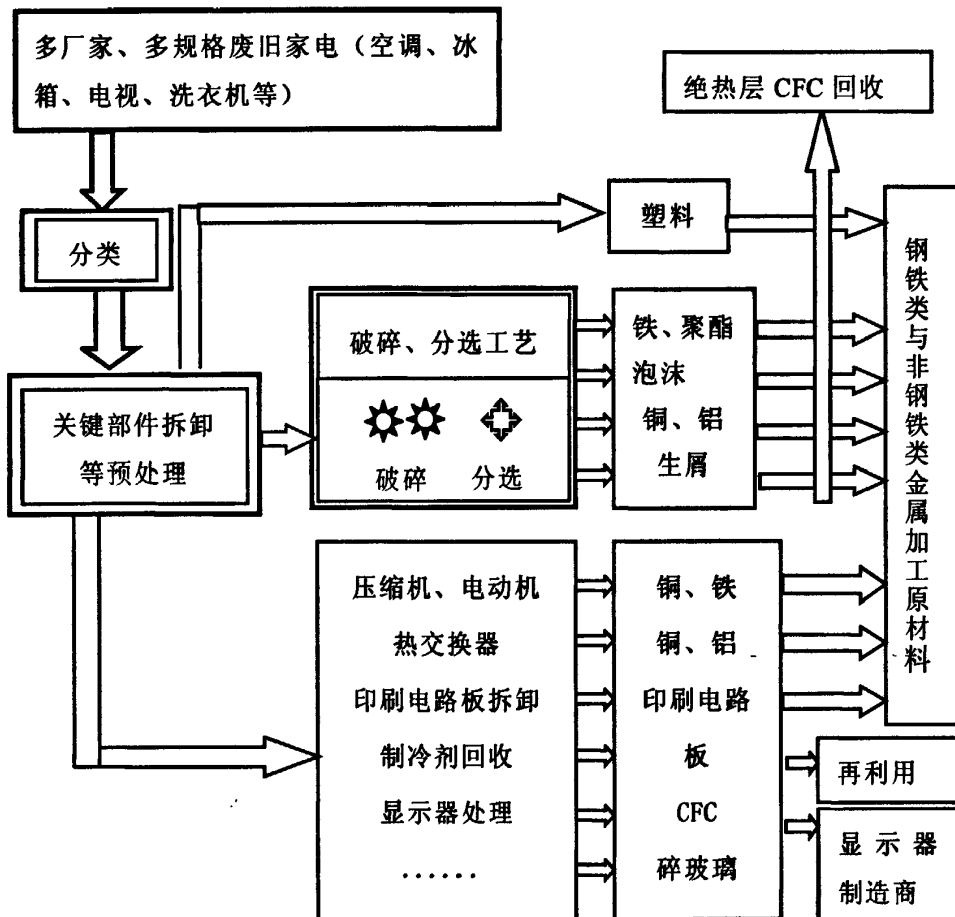 多厂家、多规格废旧家电（空调、冰
箱、电视、洗衣机等）
绝热层 CFC 回收
分类
塑料
关键部件拆卸
等预处理
破碎、分选工艺
破碎
分选
铁、聚酯
泡沫
铜、铝
生屑
钢铁类与非钢铁类金属加工原材料
压缩机、电动机
热交换器
印刷电路板拆卸
制冷剂回收
显示器处理
......
铜、铁
铜、铝
印刷电路
板
CFC
碎玻璃
再利用
显示器
制造商